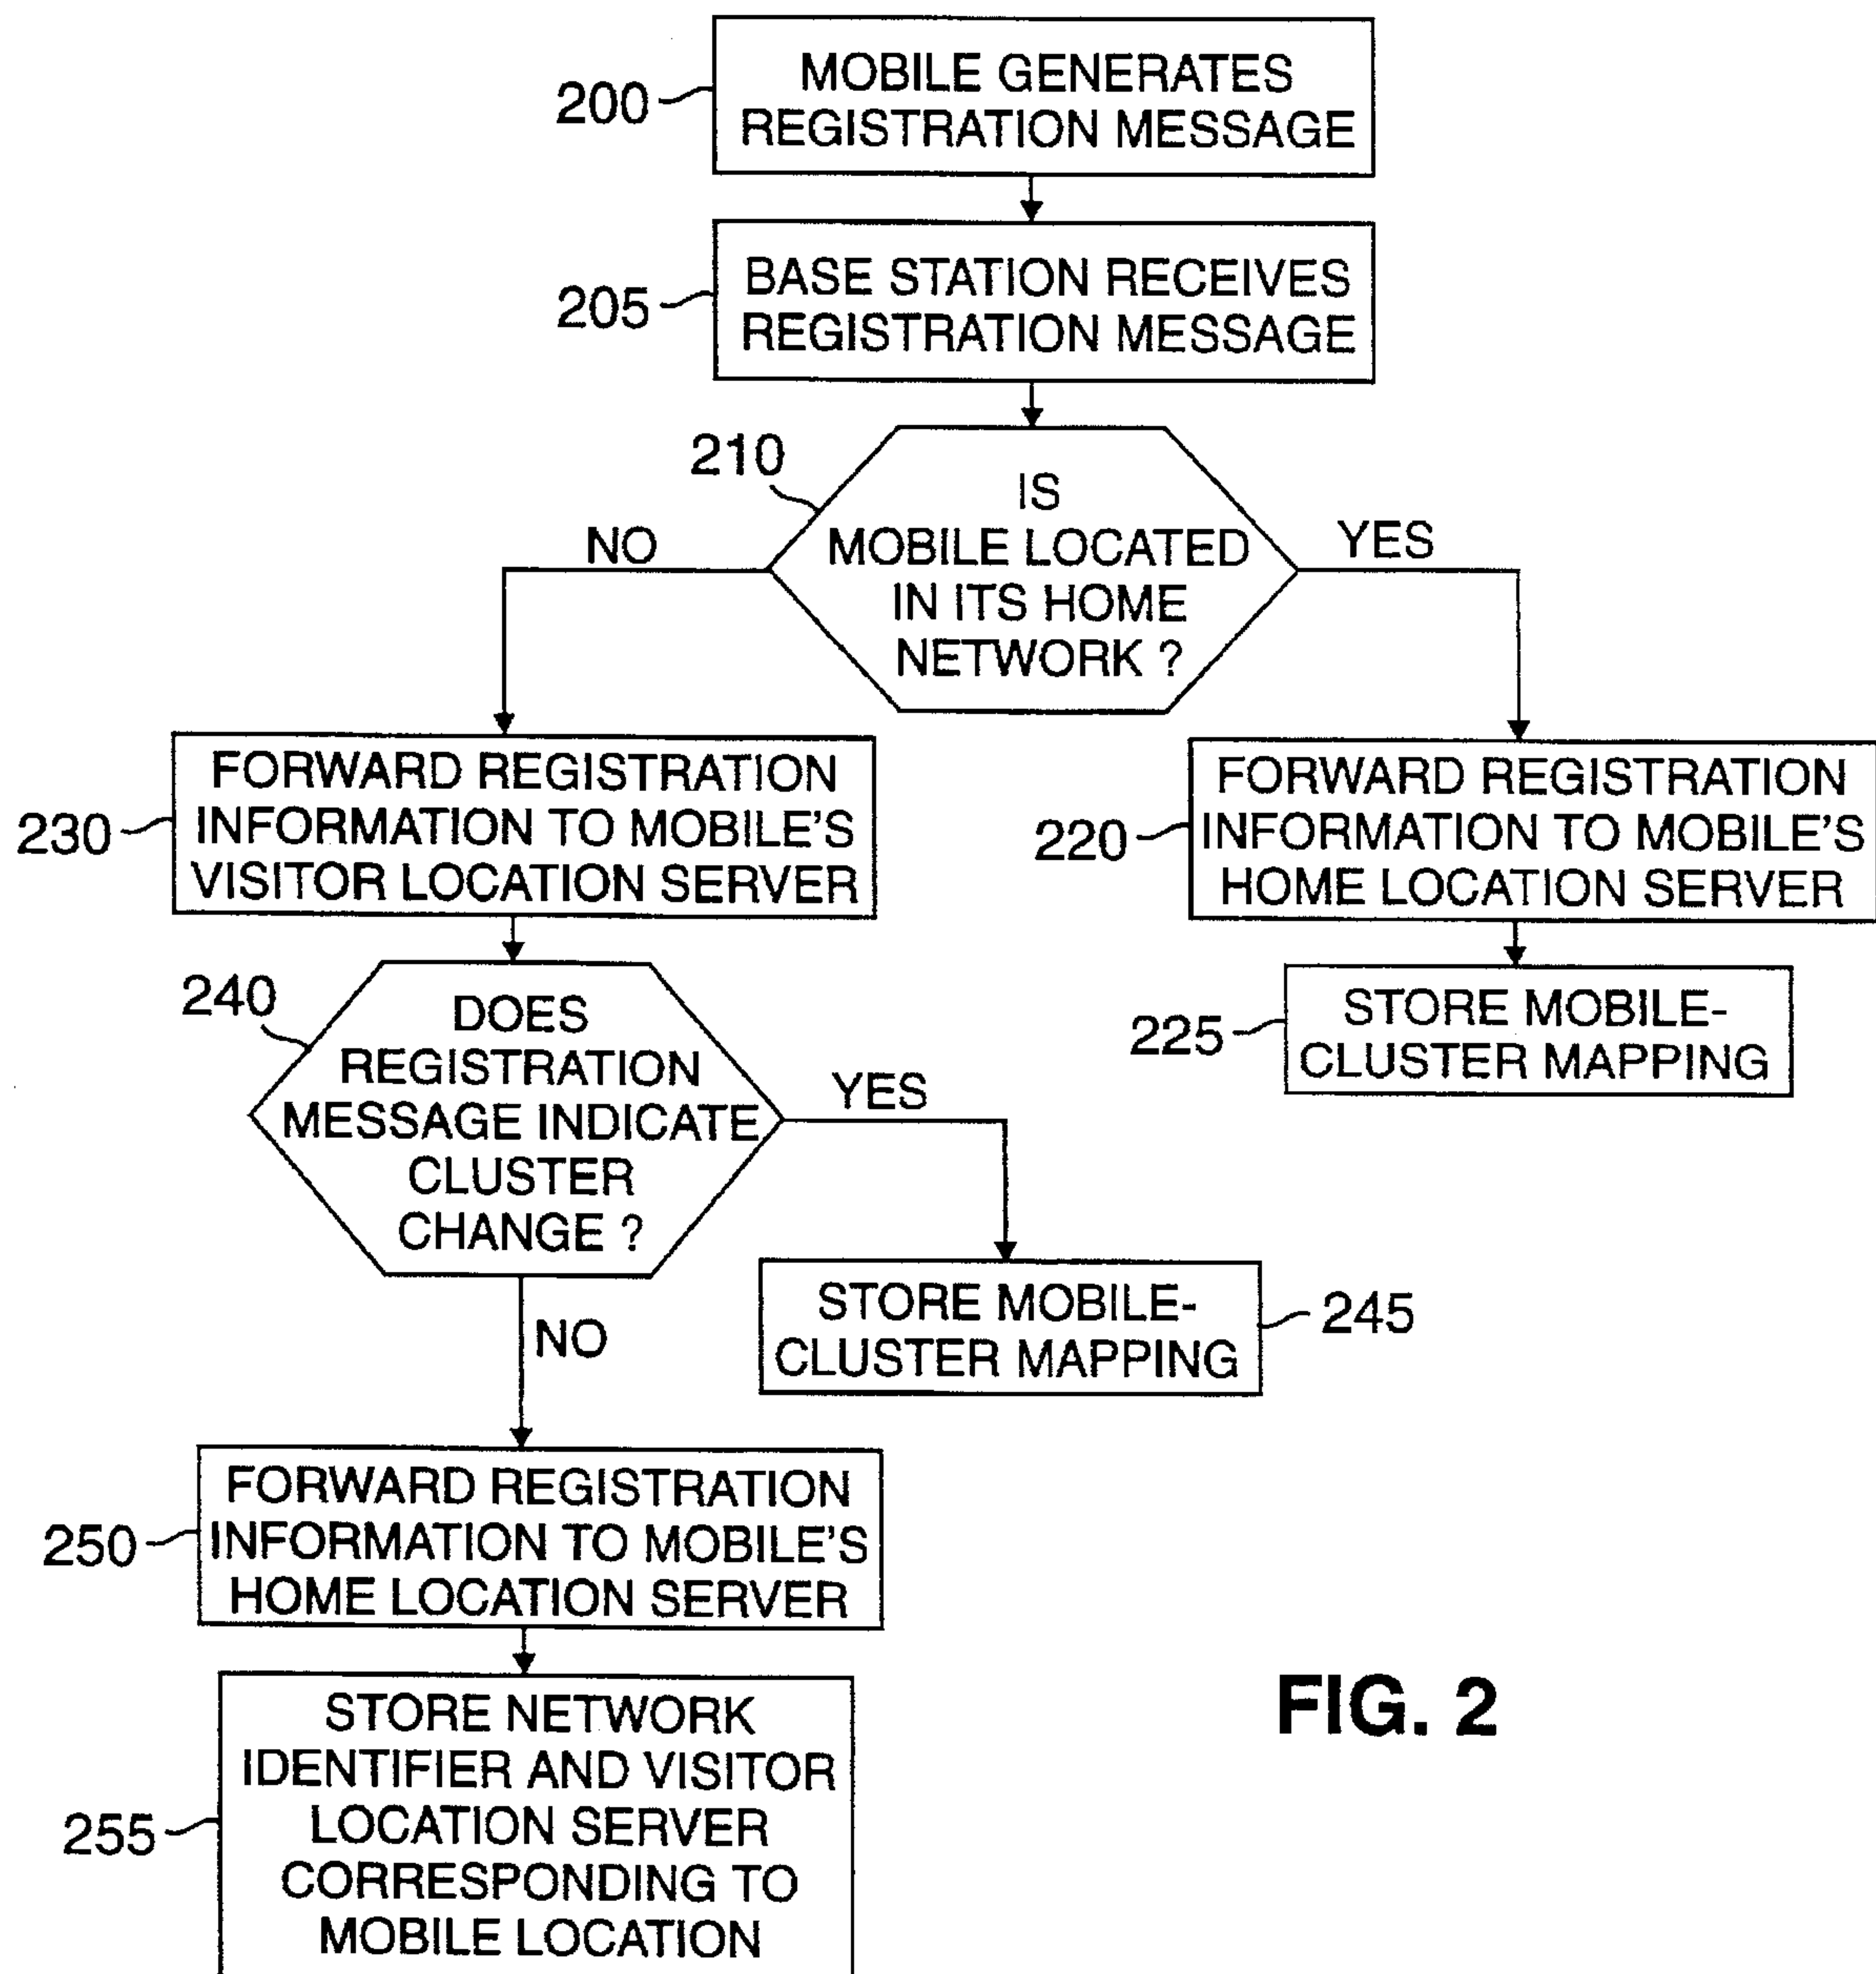 200
MOBILE GENERATES
REGISTRATION MESSAGE
205
BASE STATION RECEIVES
REGISTRATION MESSAGE
210
IS
MOBILE LOCATED
IN ITS HOME
NETWORK ?
NO
YES
230
FORWARD REGISTRATION
INFORMATION TO MOBILE'S
VISITOR LOCATION SERVER
220
FORWARD REGISTRATION
INFORMATION TO MOBILE'S
HOME LOCATION SERVER
225
STORE MOBILE-
CLUSTER MAPPING
240
DOES
REGISTRATION
MESSAGE INDICATE
CLUSTER
CHANGE ?
YES
NO
STORE MOBILE-
CLUSTER MAPPING
245
250
FORWARD REGISTRATION
INFORMATION TO MOBILE'S
HOME LOCATION SERVER
255
STORE NETWORK
IDENTIFIER AND VISITOR
LOCATION SERVER
CORRESPONDING TO
MOBILE LOCATION
FIG. 2